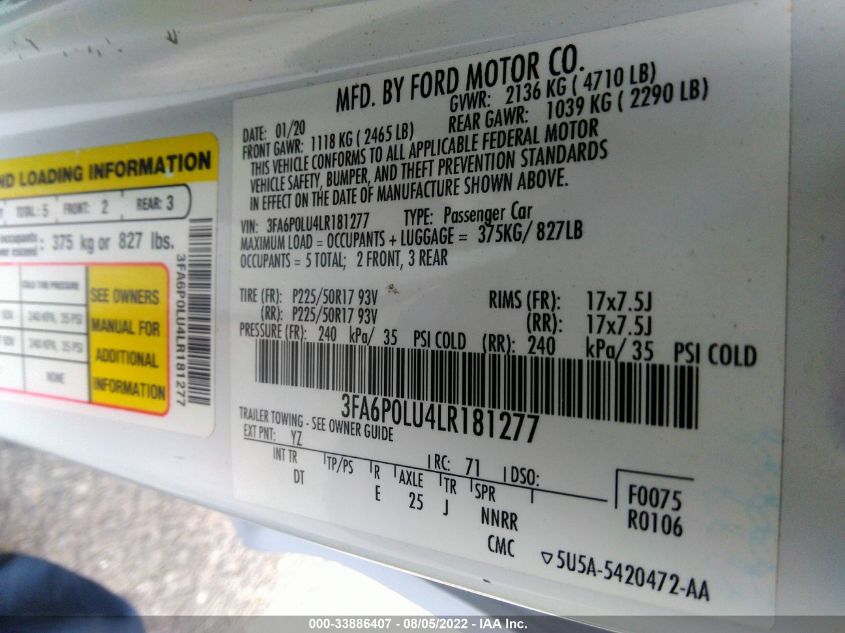 MFD. BY FORD MOTOR CO.
DATE: 01/20 GVWR: 2136 KG ( 4710 LB)
FRONT GAWR: 1118 KG ( 2465 LB) REAR GAWR: 1039 KG ( 2290 LB)
THIS VEHICLE CONFORMS TO ALL APPLICABLE FEDERAL MOTOR
VEHICLE SAFETY, BUMPER, AND THEFT PREVENTION STANDARDS
IN EFFECT ON THE DATE OF MANUFACTURE SHOWN ABOVE.
VIN: 3FA6P0LU4LR181277 TYPE: Passenger Car
MAXIMUM LOAD = OCCUPANTS + LUGGAGE = 375KG/ 827LB
OCCUPANTS = 5 TOTAL; 2 FRONT, 3 REAR
TIRE (FR): P225/50R17 93V RIMS (FR): 17x7.5J
(RR): P225/50R17 93V (RR): 17x7.5J
PRESSURE (FR): 240 kPa/ 35 PSI COLD (RR): 240 kPa/ 35 PSI COLD
3FA6P0LU4LR181277
TRAILER TOWING - SEE OWNER GUIDE
EXT PNT: YZ RC: 71 DSO:
INT TR TP/PS R AXLE TR SPR
DT E 25 J NNRR
CMC
F0075
R0106
5U5A-5420472-AA
ND LOADING INFORMATION
TOTAL: 5 FRONT: 2 REAR: 3
375 kg or 827 lbs.
COLD TIRE PRESSURE
240 KPA, 35 PSI
240 KPA, 35 PSI
NONE
SEE OWNERS
MANUAL FOR
ADDITIONAL
INFORMATION
3FA6P0LU4LR181277
000-33886407 - 08/05/2022 - IAA Inc.